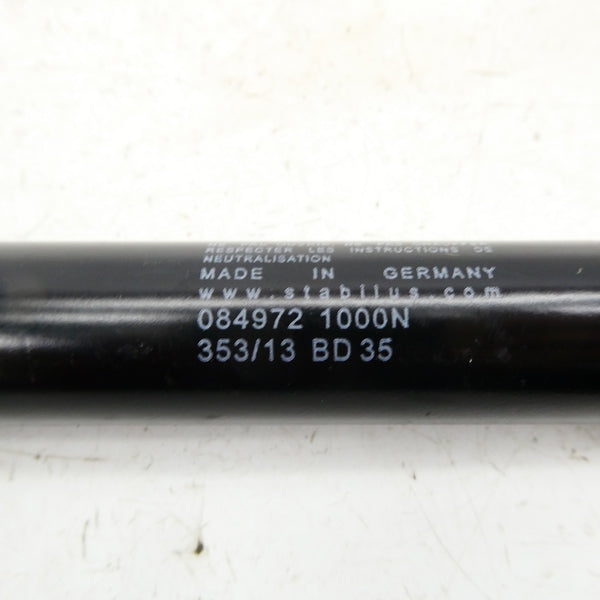 RESPECTER LES INSTRUCTIONS DE
NEUTRALISATION
MADE IN GERMANY
www.stabilus.com
084972 1000N
353/13 BD35